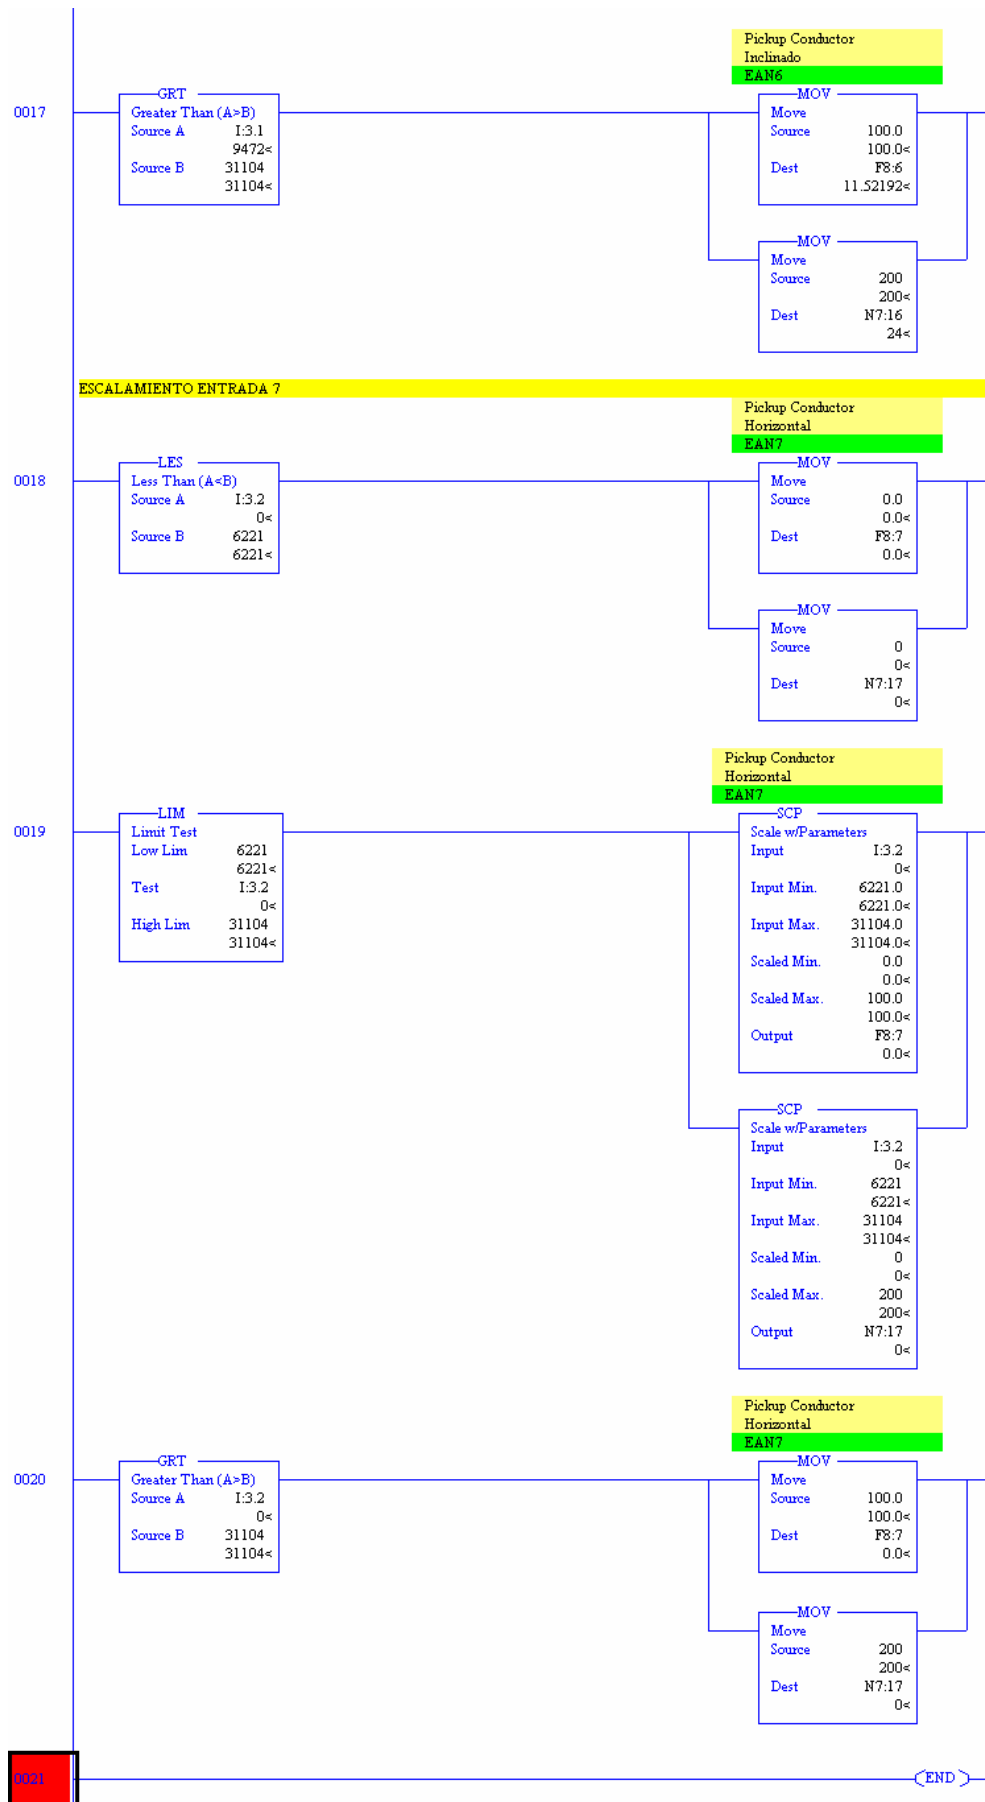 Pickup Conductor
Inclinado
EAN6
0017
GRT
Greater Than (A>B)
Source A I:3.1
9472<
Source B 31104
31104<
MOV
Move
Source 100.0
100.0<
Dest F8:6
11.52192<
MOV
Move
Source 200
200<
Dest N7:16
24<
ESCALAMIENTO ENTRADA 7
Pickup Conductor
Horizontal
EAN7
0018
LES
Less Than (A<B)
Source A I:3.2
0<
Source B 6221
6221<
MOV
Move
Source 0.0
0.0<
Dest F8:7
0.0<
MOV
Move
Source 0
0<
Dest N7:17
0<
Pickup Conductor
Horizontal
EAN7
0019
LIM
Limit Test
Low Lim 6221
6221<
Test I:3.2
0<
High Lim 31104
31104<
SCP
Scale w/Parameters
Input I:3.2
0<
Input Min. 6221.0
6221.0<
Input Max. 31104.0
31104.0<
Scaled Min. 0.0
0.0<
Scaled Max. 100.0
100.0<
Output F8:7
0.0<
SCP
Scale w/Parameters
Input I:3.2
0<
Input Min. 6221
6221<
Input Max. 31104
31104<
Scaled Min. 0
0<
Scaled Max. 200
200<
Output N7:17
0<
Pickup Conductor
Horizontal
EAN7
0020
GRT
Greater Than (A>B)
Source A I:3.2
0<
Source B 31104
31104<
MOV
Move
Source 100.0
100.0<
Dest F8:7
0.0<
MOV
Move
Source 200
200<
Dest N7:17
0<
0021
END